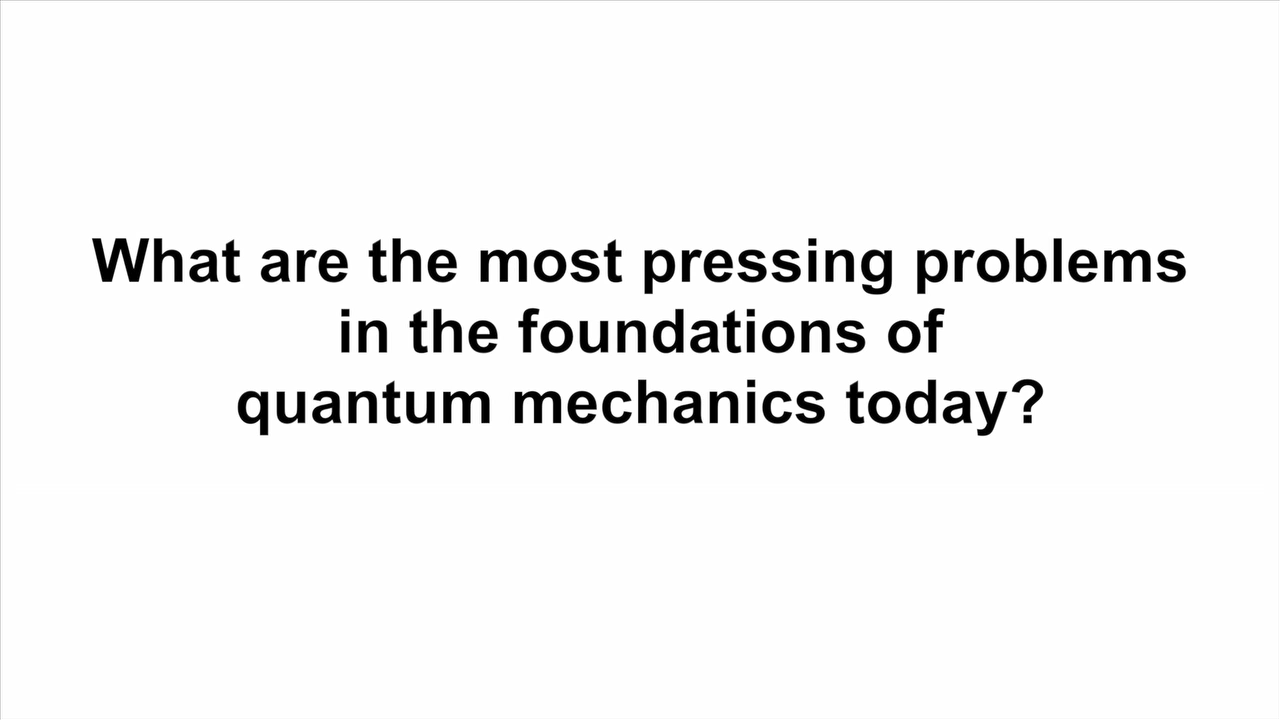 What are the most pressing problems
in the foundations of
quantum mechanics today?